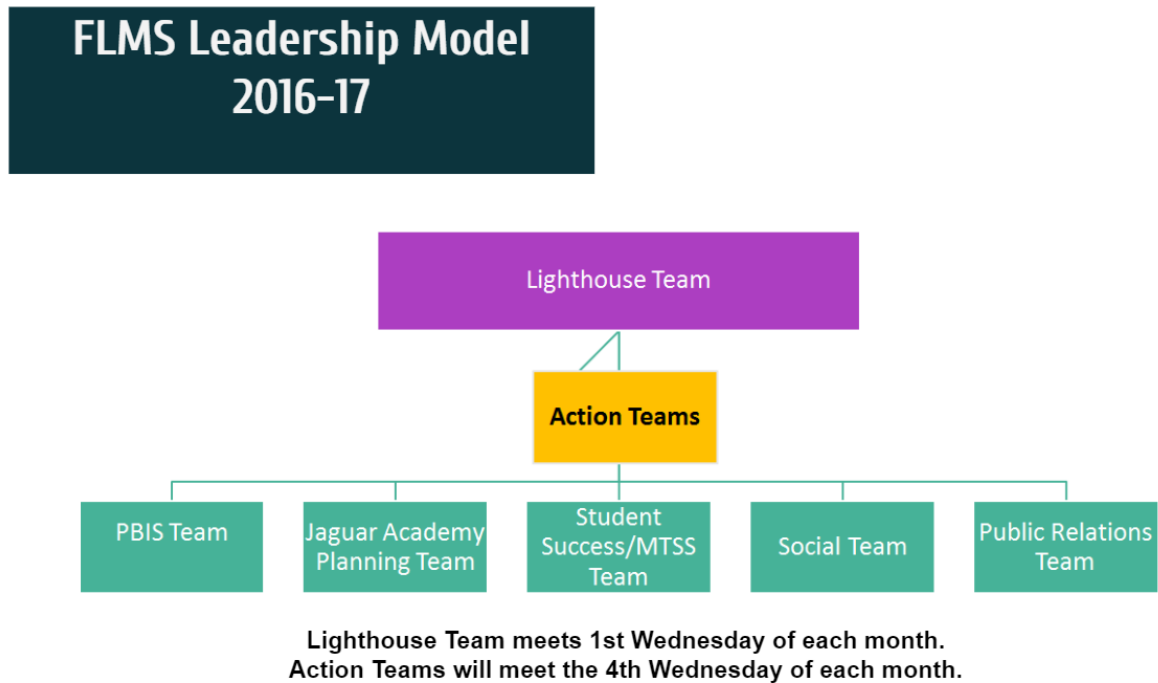 FLMS Leadership Model
2016-17
Lighthouse Team
Action Teams
PBIS Team
Jaguar Academy
Planning Team
Student
Success/MTSS
Team
Social Team
Public Relations
Team
Lighthouse Team meets 1st Wednesday of each month.
Action Teams will meet the 4th Wednesday of each month.